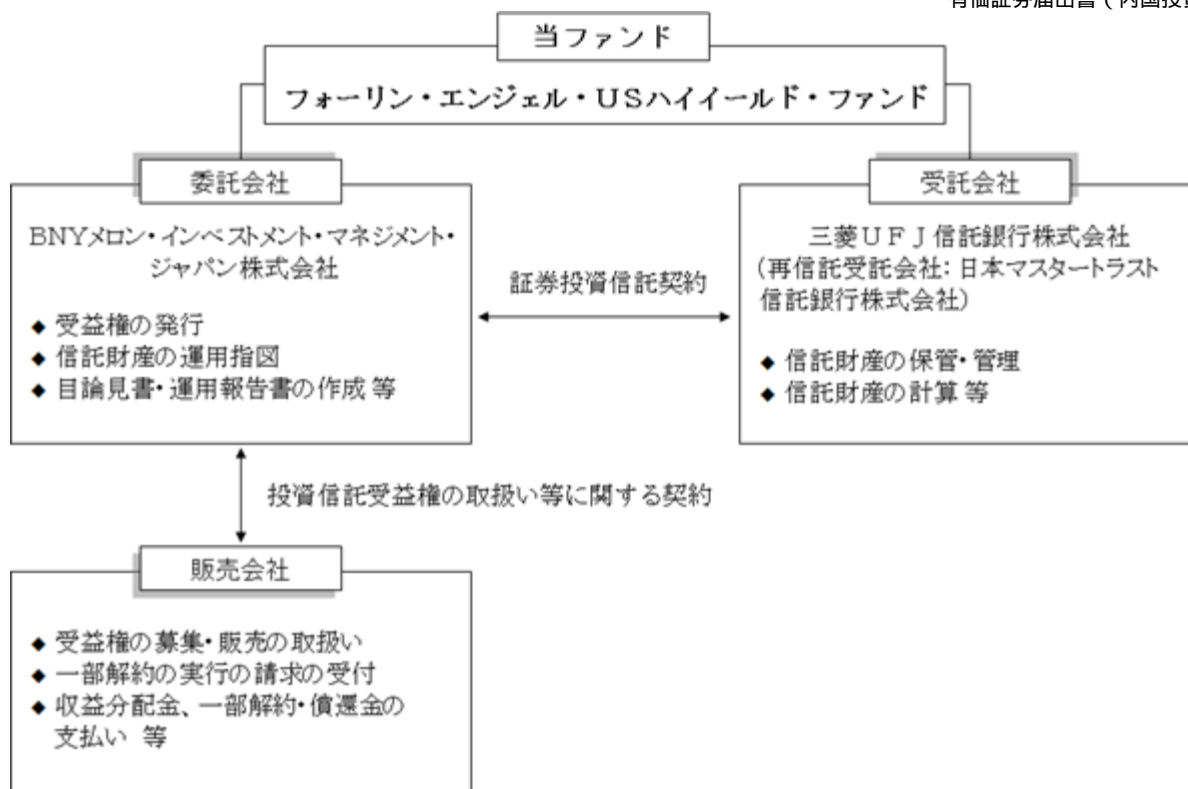 有価証券届出書（内国投資
当ファンド
フォーリン・エンジェル・USハイイールド・ファンド
委託会社
BNYメロン・インベストメント・マネジメント・
ジャパン株式会社
◆ 受益権の発行
◆ 信託財産の運用指図
◆ 目論見書・運用報告書の作成 等
証券投資信託契約
受託会社
三菱ＵＦＪ信託銀行株式会社
(再信託受託会社：日本マスタートラスト
信託銀行株式会社)
◆ 信託財産の保管・管理
◆ 信託財産の計算 等
投資信託受益権の取扱い等に関する契約
販売会社
◆ 受益権の募集・販売の取扱い
◆ 一部解約の実行の請求の受付
◆ 収益分配金、一部解約・償還金の
支払い 等